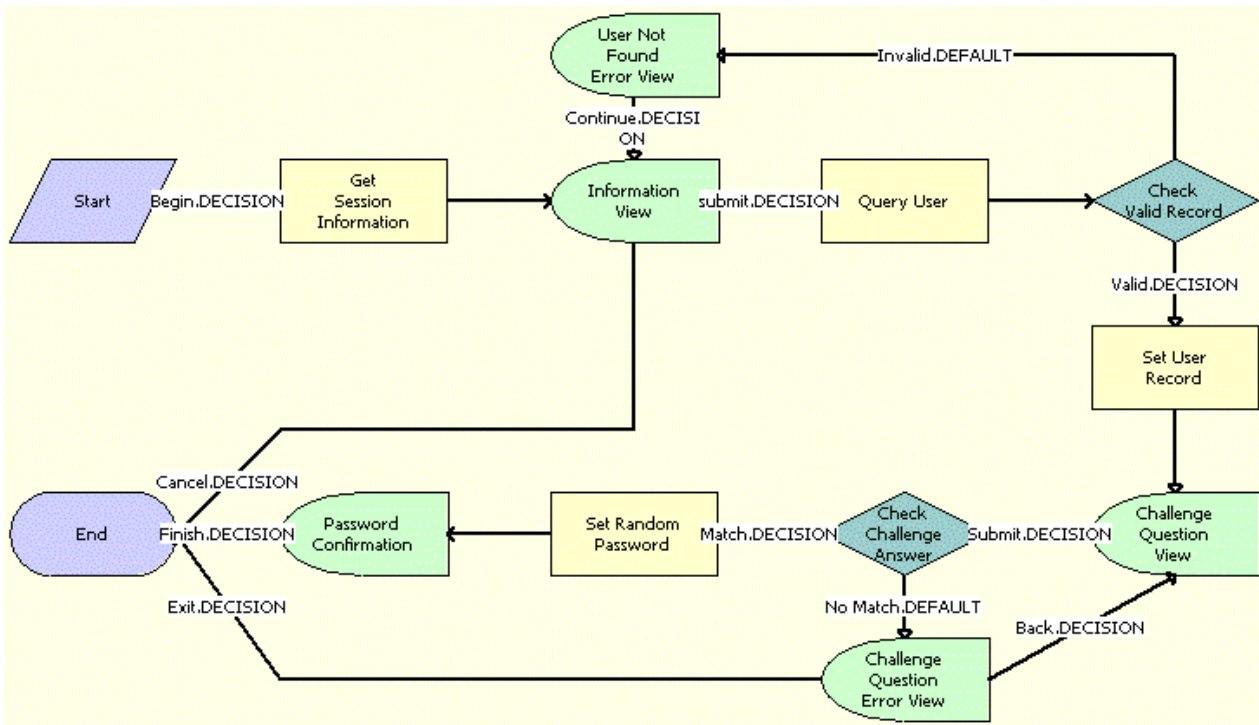 User Not
Found
Error View
Invalid.DEFAULT
Continue.DECISI
ON
Start
Begin.DECISION
Get
Session
Information
Information
View
submit.DECISION
Query User
Check
Valid Record
Valid.DECISION
Set User
Record
Cancel.DECISION
End
Finish.DECISION
Password
Confirmation
Set Random
Password
Match.DECISION
Check
Challenge
Answer
Submit.DECISION
Challenge
Question
View
Exit.DECISION
No Match.DEFAULT
Back.DECISION
Challenge
Question
Error View